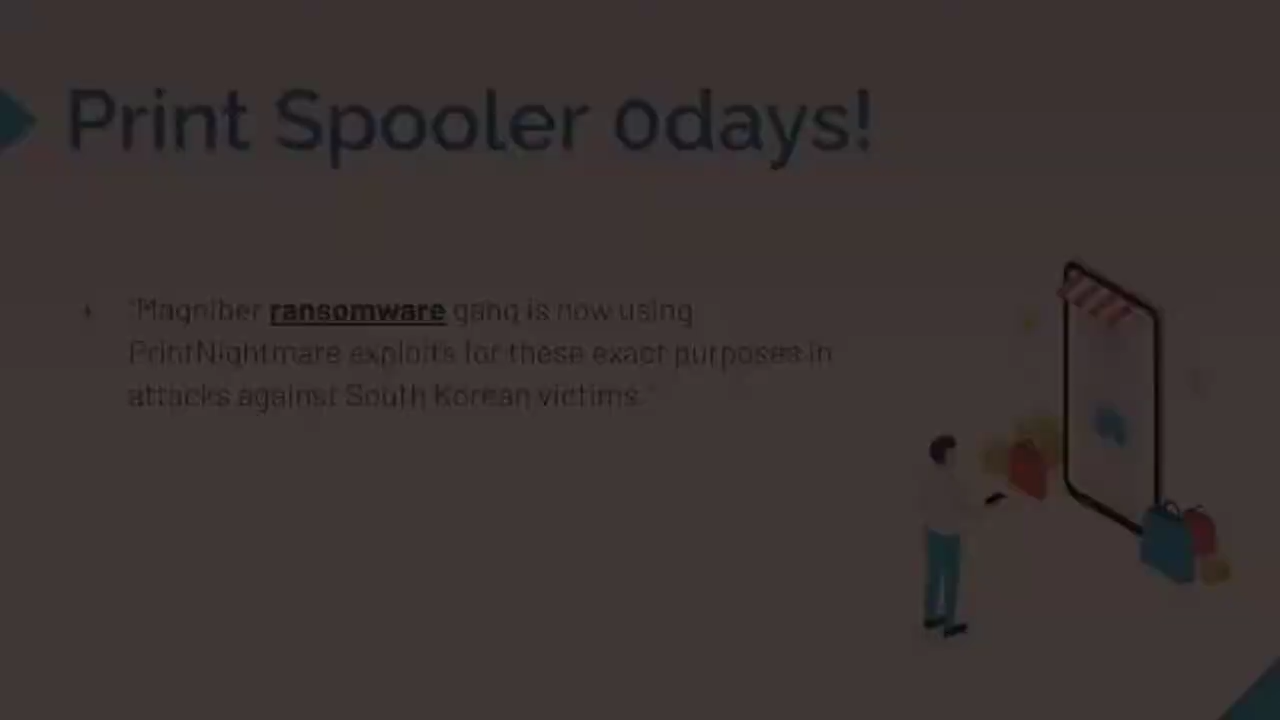 Print Spooler 0days!
• "Magniber ransomware gang is now using
PrintNightmare exploits for these exact purposes in
attacks against South Korean victims."